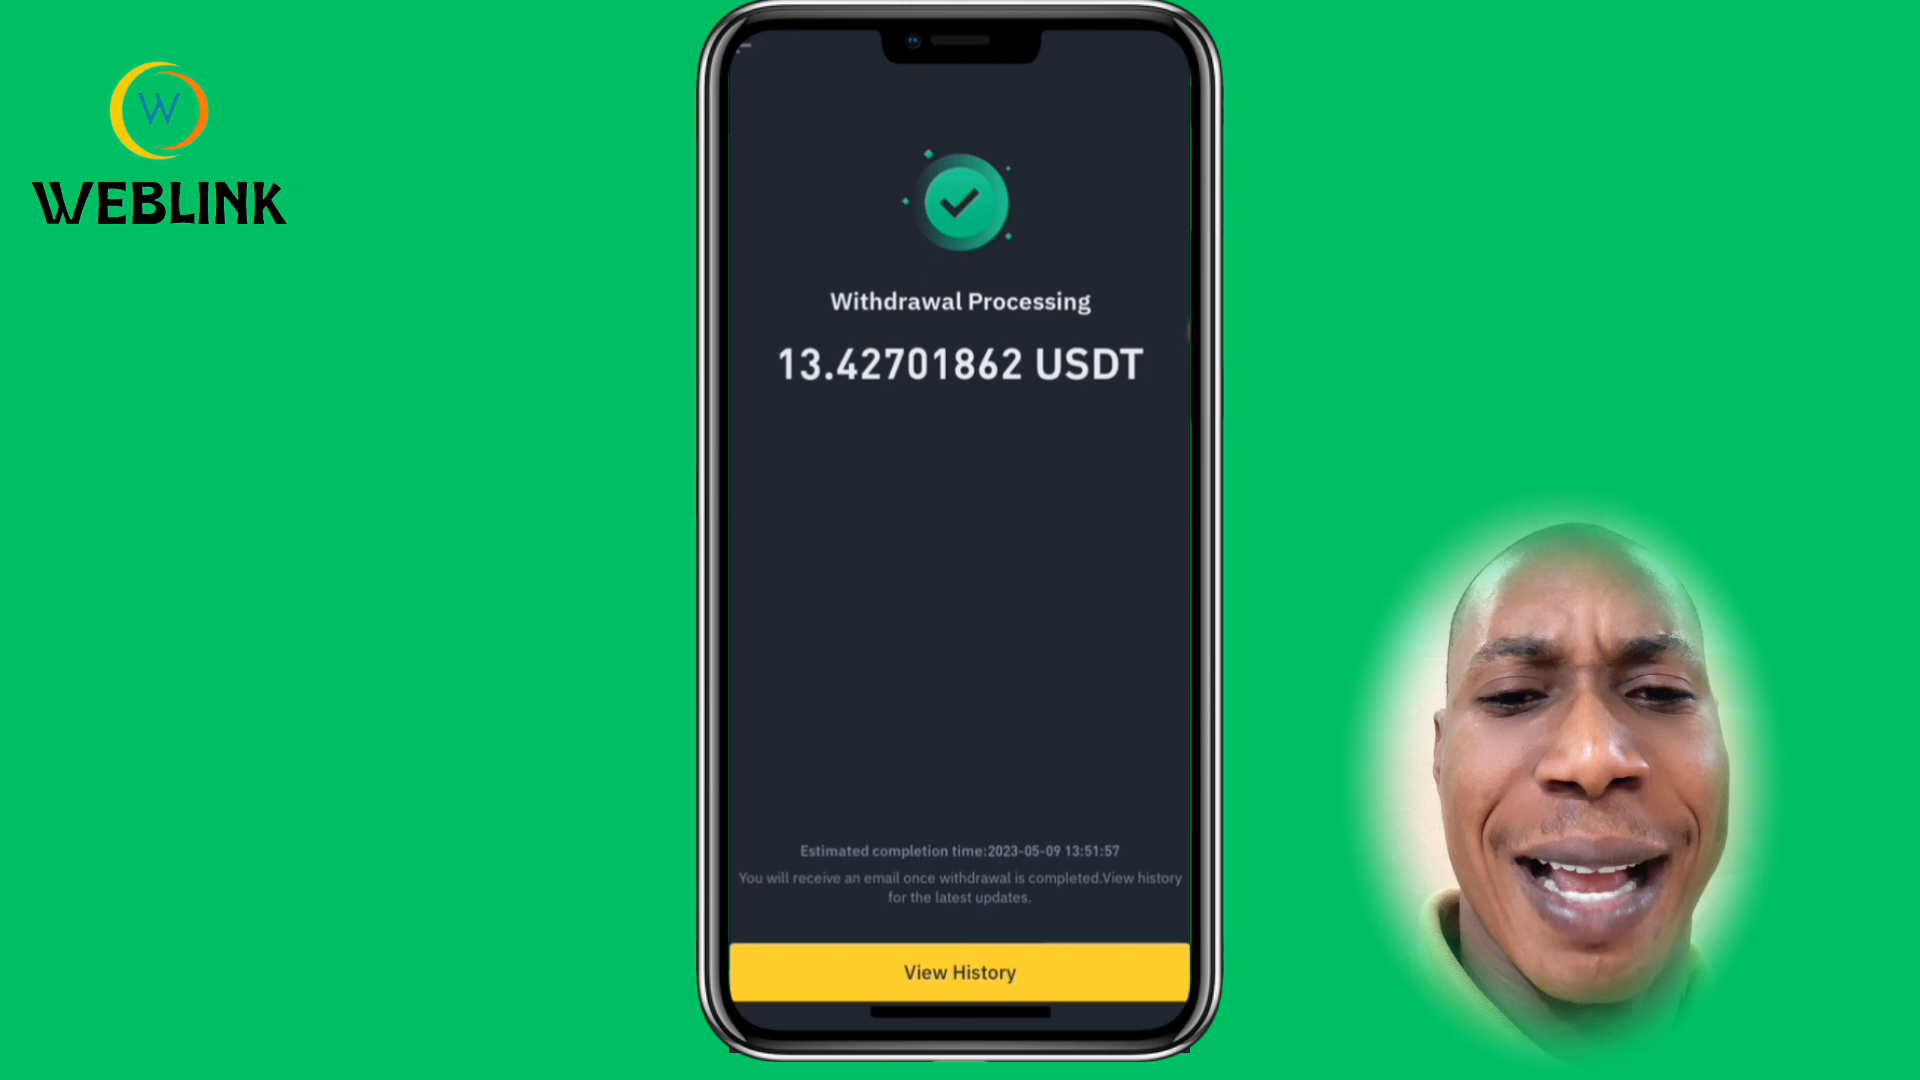 W
WEBLINK
Withdrawal Processing
13.42701862 USDT
Estimated completion time:2023-05-09 13:51:57
You will receive an email once withdrawal is completed.View history
for the latest updates.
View History